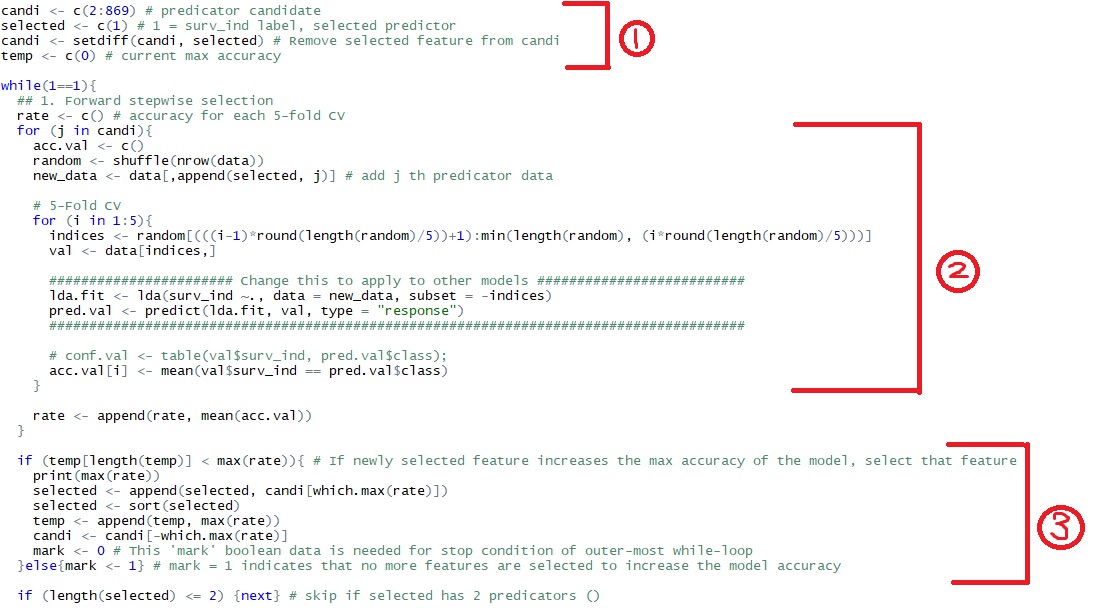 candi <- c(2:869) # predicator candidate
selected <- c(1) # 1 = surv_ind label, selected predictor
candi <- setdiff(candi, selected) # Remove selected feature from candi
temp <- c(0) # current max accuracy
①
while(1==1){
## 1. Forward stepwise selection
rate <- c() # accuracy for each 5-fold CV
for (j in candi){
acc.val <- c()
random <- shuffle(nrow(data))
new_data <- data[,append(selected, j)] # add j th predicator data
# 5-Fold CV
for (i in 1:5){
indices <- random[(((i-1)*round(length(random)/5))+1):min(length(random), (i*round(length(random)/5)))]
val <- data[indices,]
②
###################### Change this to apply to other models ##########################
lda.fit <- lda(surv_ind ~., data = new_data, subset = -indices)
pred.val <- predict(lda.fit, val, type = "response")
#######################################################################################
# conf.val <- table(val$surv_ind, pred.val$class);
acc.val[i] <- mean(val$surv_ind == pred.val$class)
}
rate <- append(rate, mean(acc.val))
}
if (temp[length(temp)] < max(rate)){ # If newly selected feature increases the max accuracy of the model, select that feature
print(max(rate))
selected <- append(selected, candi[which.max(rate)])
selected <- sort(selected)
temp <- append(temp, max(rate))
candi <- candi[-which.max(rate)]
③
mark <- 0 # This 'mark' boolean data is needed for stop condition of outer-most while-loop
}else{mark <- 1} # mark = 1 indicates that no more features are selected to increase the model accuracy
if (length(selected) <= 2) {next} # skip if selected has 2 predicators ()